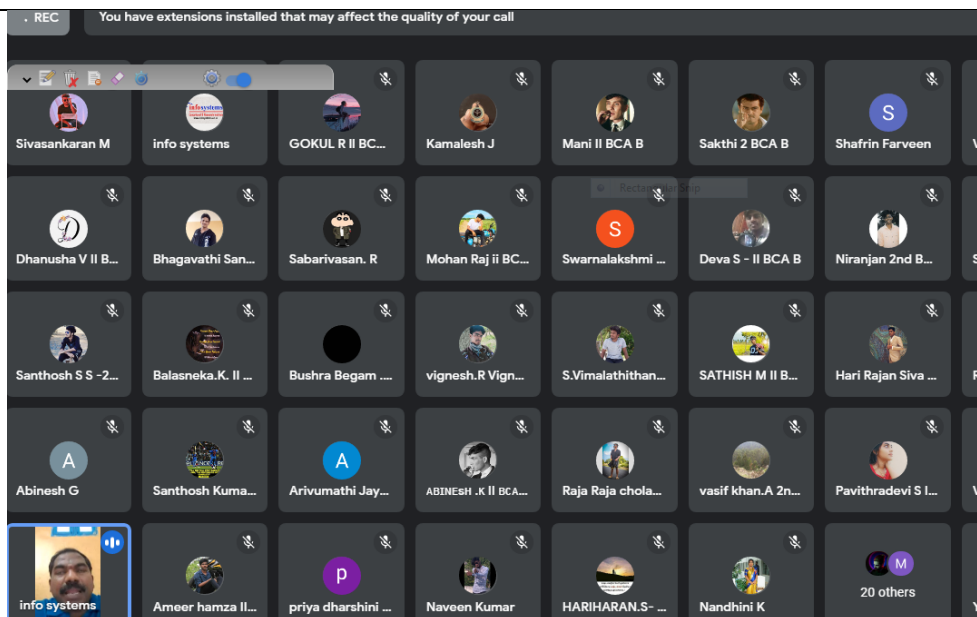 . REC
You have extensions installed that may affect the quality of your call
Sivasankaran M
info systems
GOKUL R II BC...
Kamalesh J
Mani II BCA B
Sakthi 2 BCA B
S
Shafrin Farveen
Rectangular Snip
Dhanusha V II B...
Bhagavathi San...
Sabarivasan. R
Mohan Raj ii BC...
S
Swarnalakshmi ...
Deva S - II BCA B
Niranjan 2nd B...
Santhosh S S -2...
Balasneka.K. II ...
Bushra Begam ....
vignesh.R Vign...
S.Vimalathithan...
SATHISH M II B...
Hari Rajan Siva ...
A
Abinesh G
Santhosh Kuma...
A
Arivumathi Jay...
ABINEsH .K II BCA...
Raja Raja chola...
vasif khan.A 2n...
Pavithradevi S I...
info systems
Ameer hamza II...
p
priya dharshini ...
Naveen Kumar
HARIHARAN.S- ...
Nandhini K
M
20 others